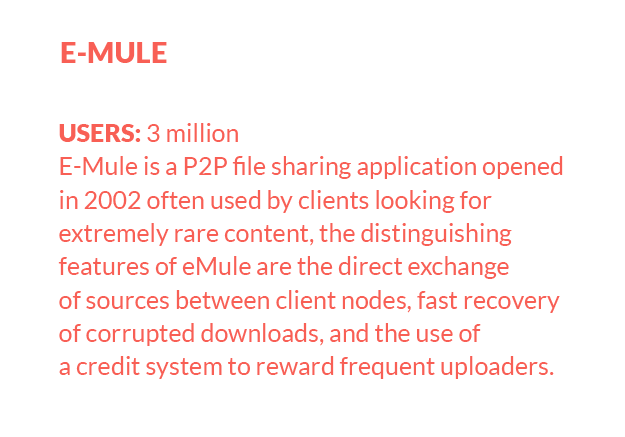 E-MULE
USERS: 3 million
E-Mule is a P2P file sharing application opened
in 2002 often used by clients looking for
extremely rare content, the distinguishing
features of eMule are the direct exchange
of sources between client nodes, fast recovery
of corrupted downloads, and the use of
a credit system to reward frequent uploaders.